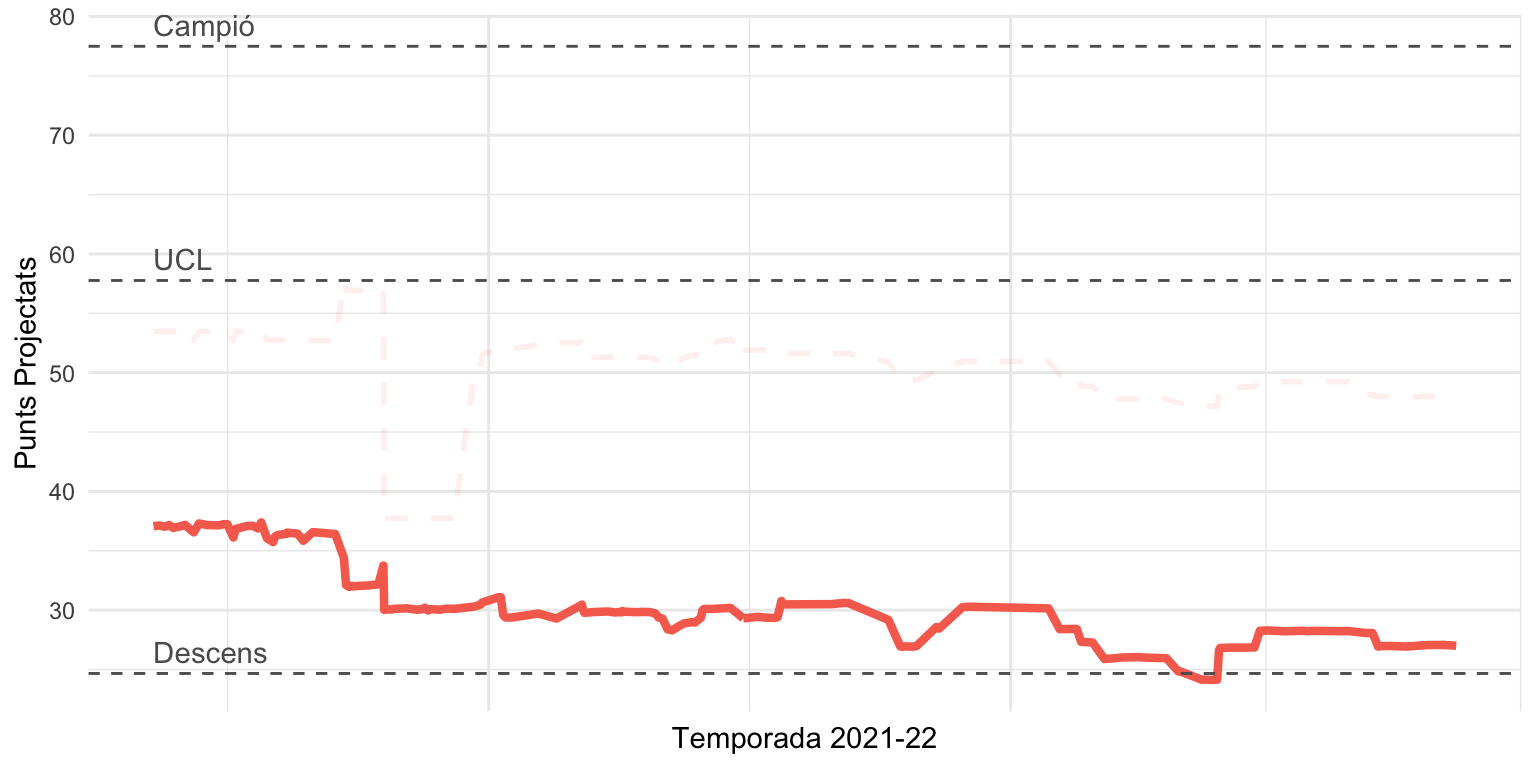 80
Campió
70
60
UCL
50
40
30
Descens
Punts Projectats
Temporada 2021-22